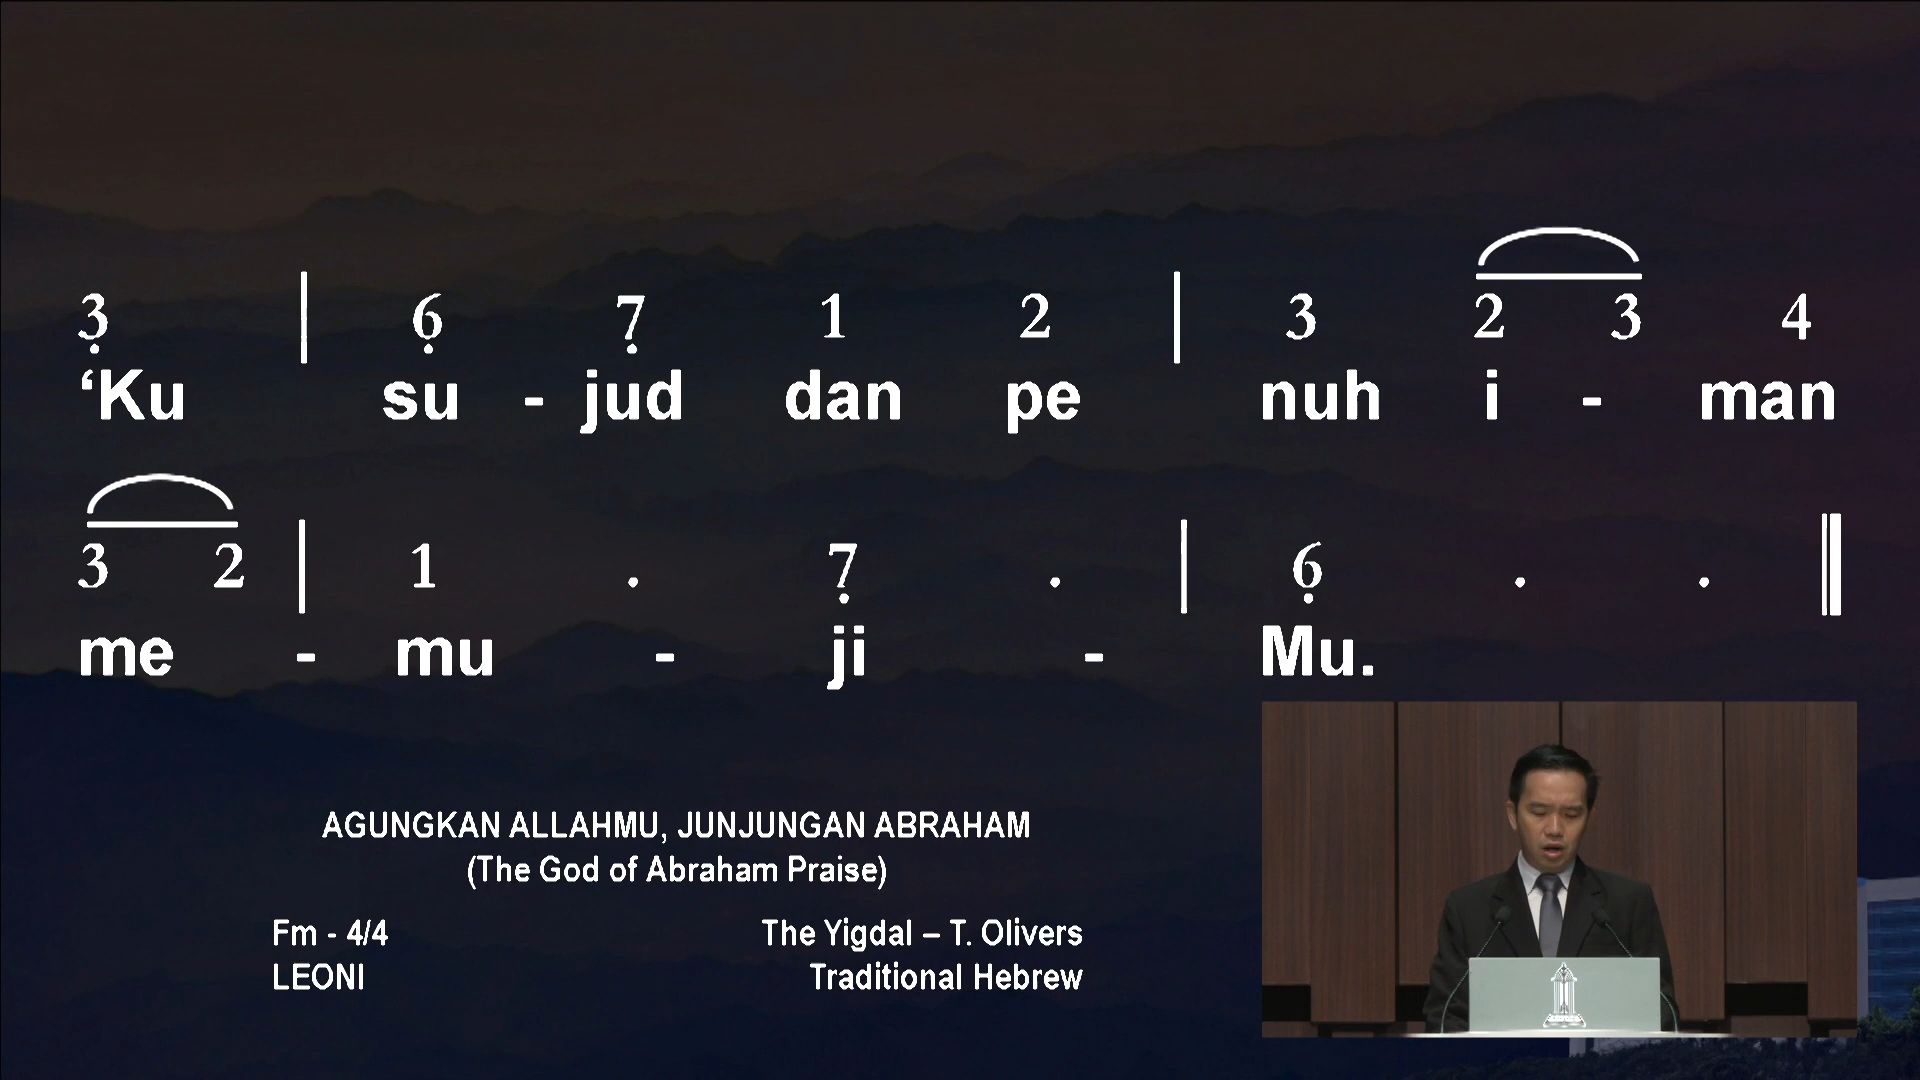 3̣ | 6̣ 7̣ 1 2 | 3 2 3 4
‘Ku su - jud dan pe nuh i - man
3 2 | 1 . 7̣ . | 6̣ . . ‖
me - mu - ji - Mu.
AGUNGKAN ALLAHMU, JUNJUNGAN ABRAHAM
(The God of Abraham Praise)
Fm - 4/4 The Yigdal – T. Olivers
LEONI Traditional Hebrew